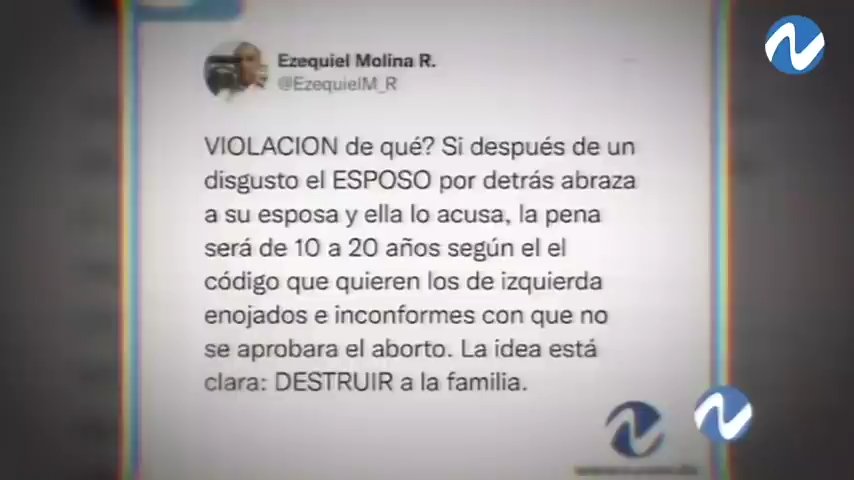 Ezequiel Molina R.
@EzequielM_R
VIOLACION de qué? Si después de un
disgusto el ESPOSO por detrás abraza
a su esposa y ella lo acusa, la pena
será de 10 a 20 años según el el
código que quieren los de izquierda
enojados e inconformes con que no
se aprobara el aborto. La idea está
clara: DESTRUIR a la familia.